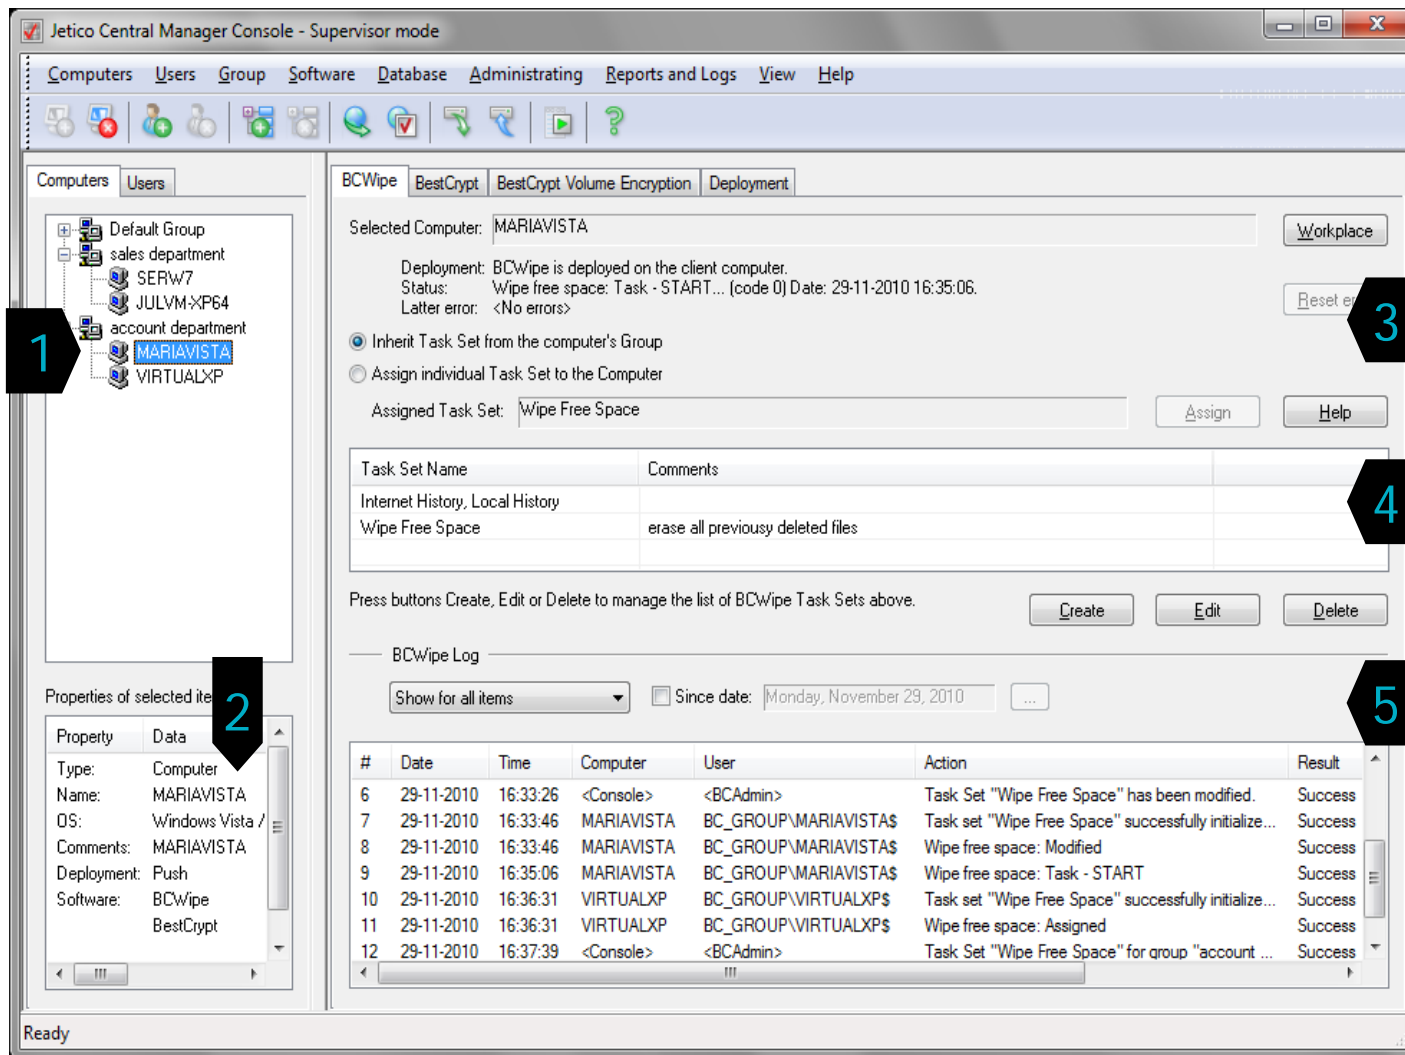 Jetico Central Manager Console - Supervisor mode
Computers Users Group Software Database Administrating Reports and Logs View Help
Computers Users
Default Group
sales department
SERW7
JULVM-XP64
account department
MARIAVISTA
VIRTUALXP
1
Properties of selected ite
2
Property Data
Type: Computer
Name: MARIAVISTA
OS: Windows Vista /
Comments: MARIAVISTA
Deployment: Push
Software: BCWipe
BestCrypt
BCWipe BestCrypt BestCrypt Volume Encryption Deployment
Selected Computer: MARIAVISTA Workplace
Deployment: BCWipe is deployed on the client computer.
Status: Wipe free space: Task - START... (code 0) Date: 29-11-2010 16:35:06.
Latter error: <No errors>
Reset er
3
Inherit Task Set from the computer's Group
Assign individual Task Set to the Computer
Assigned Task Set: Wipe Free Space Assign Help
Task Set Name Comments
Internet History, Local History
Wipe Free Space erase all previousy deleted files
4
Press buttons Create, Edit or Delete to manage the list of BCWipe Task Sets above. Create Edit Delete
BCWipe Log
Show for all items Since date: Monday, November 29, 2010 ...
5
# Date Time Computer User Action Result
6 29-11-2010 16:33:26 <Console> <BCAdmin> Task Set "Wipe Free Space" has been modified. Success
7 29-11-2010 16:33:46 MARIAVISTA BC_GROUP\MARIAVISTA$ Task set "Wipe Free Space" successfully initialize... Success
8 29-11-2010 16:33:46 MARIAVISTA BC_GROUP\MARIAVISTA$ Wipe free space: Modified Success
9 29-11-2010 16:35:06 MARIAVISTA BC_GROUP\MARIAVISTA$ Wipe free space: Task - START Success
10 29-11-2010 16:36:31 VIRTUALXP BC_GROUP\VIRTUALXP$ Task set "Wipe Free Space" successfully initialize... Success
11 29-11-2010 16:36:31 VIRTUALXP BC_GROUP\VIRTUALXP$ Wipe free space: Assigned Success
12 29-11-2010 16:37:39 <Console> <BCAdmin> Task Set "Wipe Free Space" for group "account ... Success
Ready